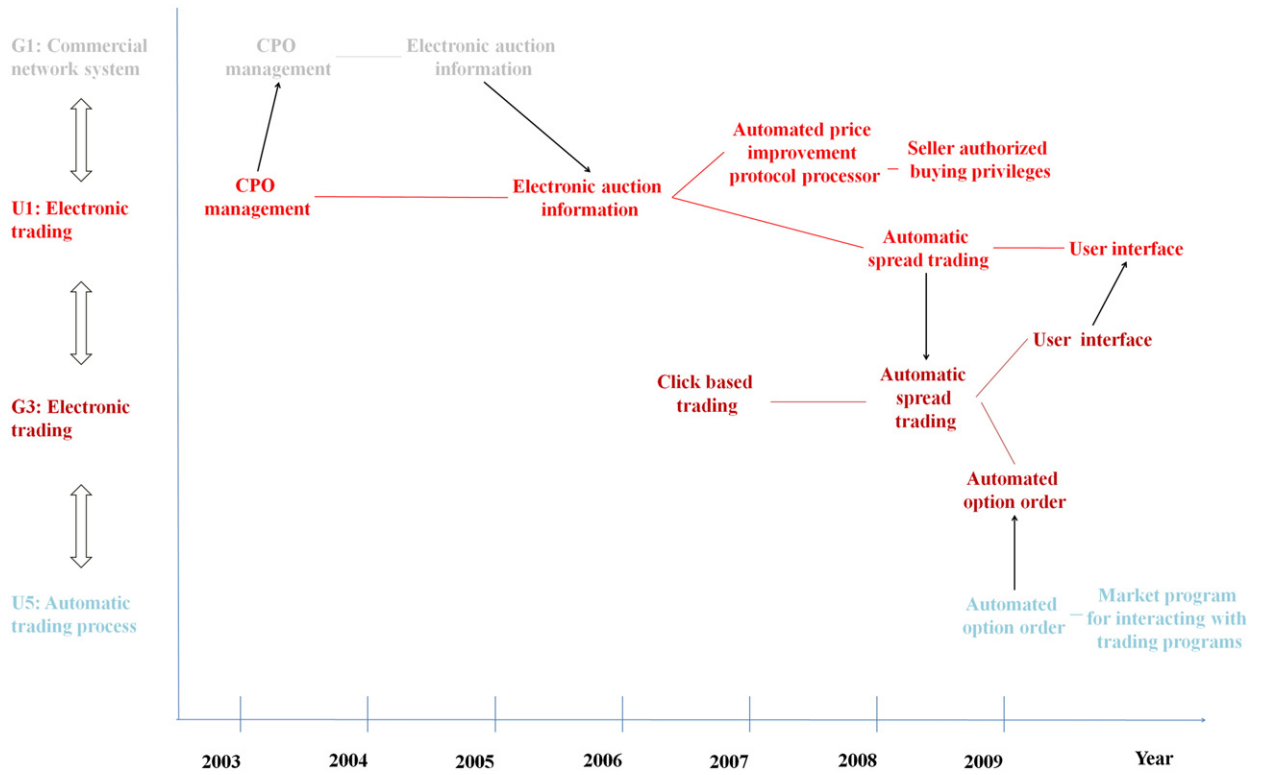 G1: Commercial
network system
CPO
management
Electronic auction
information
Automated price
improvement
protocol processor
Seller authorized
buying privileges
U1: Electronic
trading
CPO
management
Electronic auction
information
Automatic
spread trading
User interface
User interface
G3: Electronic
trading
Click based
trading
Automatic
spread
trading
Automated
option order
U5: Automatic
trading process
Automated
option order
Market program
for interacting with
trading programs
2003 2004 2005 2006 2007 2008 2009 Year